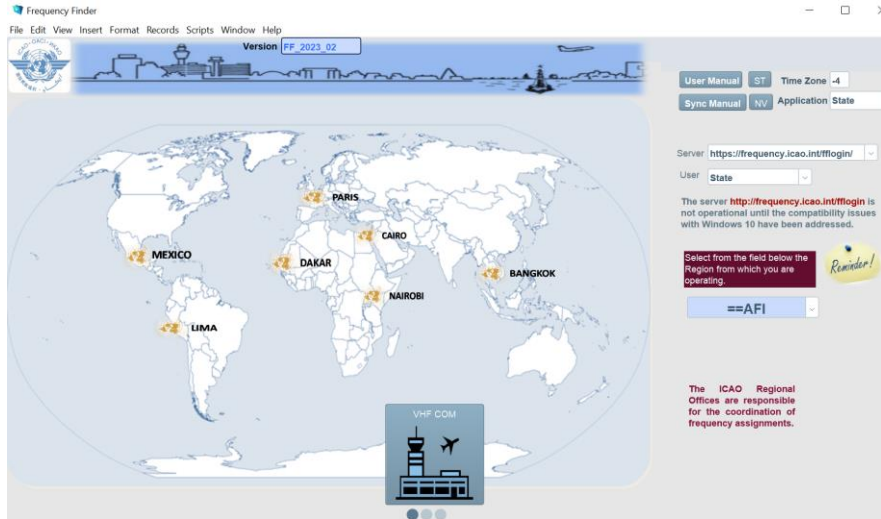 Frequency Finder
File Edit View Insert Format Records Scripts Window Help
Version FF_2023_02
User Manual ST Time Zone -4
Sync Manual NV Application State
Server https://frequency.icao.int/fflogin/
User State
The server http://frequency.icao.int/fflogin is
not operational until the compatibility issues
with Windows 10 have been addressed.
Select from the field below the
Region from which you are
operating.
Reminder!
==AFI
PARIS
CAIRO
MEXICO
DAKAR
BANGKOK
NAIROBI
LIMA
The ICAO Regional
Offices are responsible
for the coordination of
frequency assignments.
VHF COM